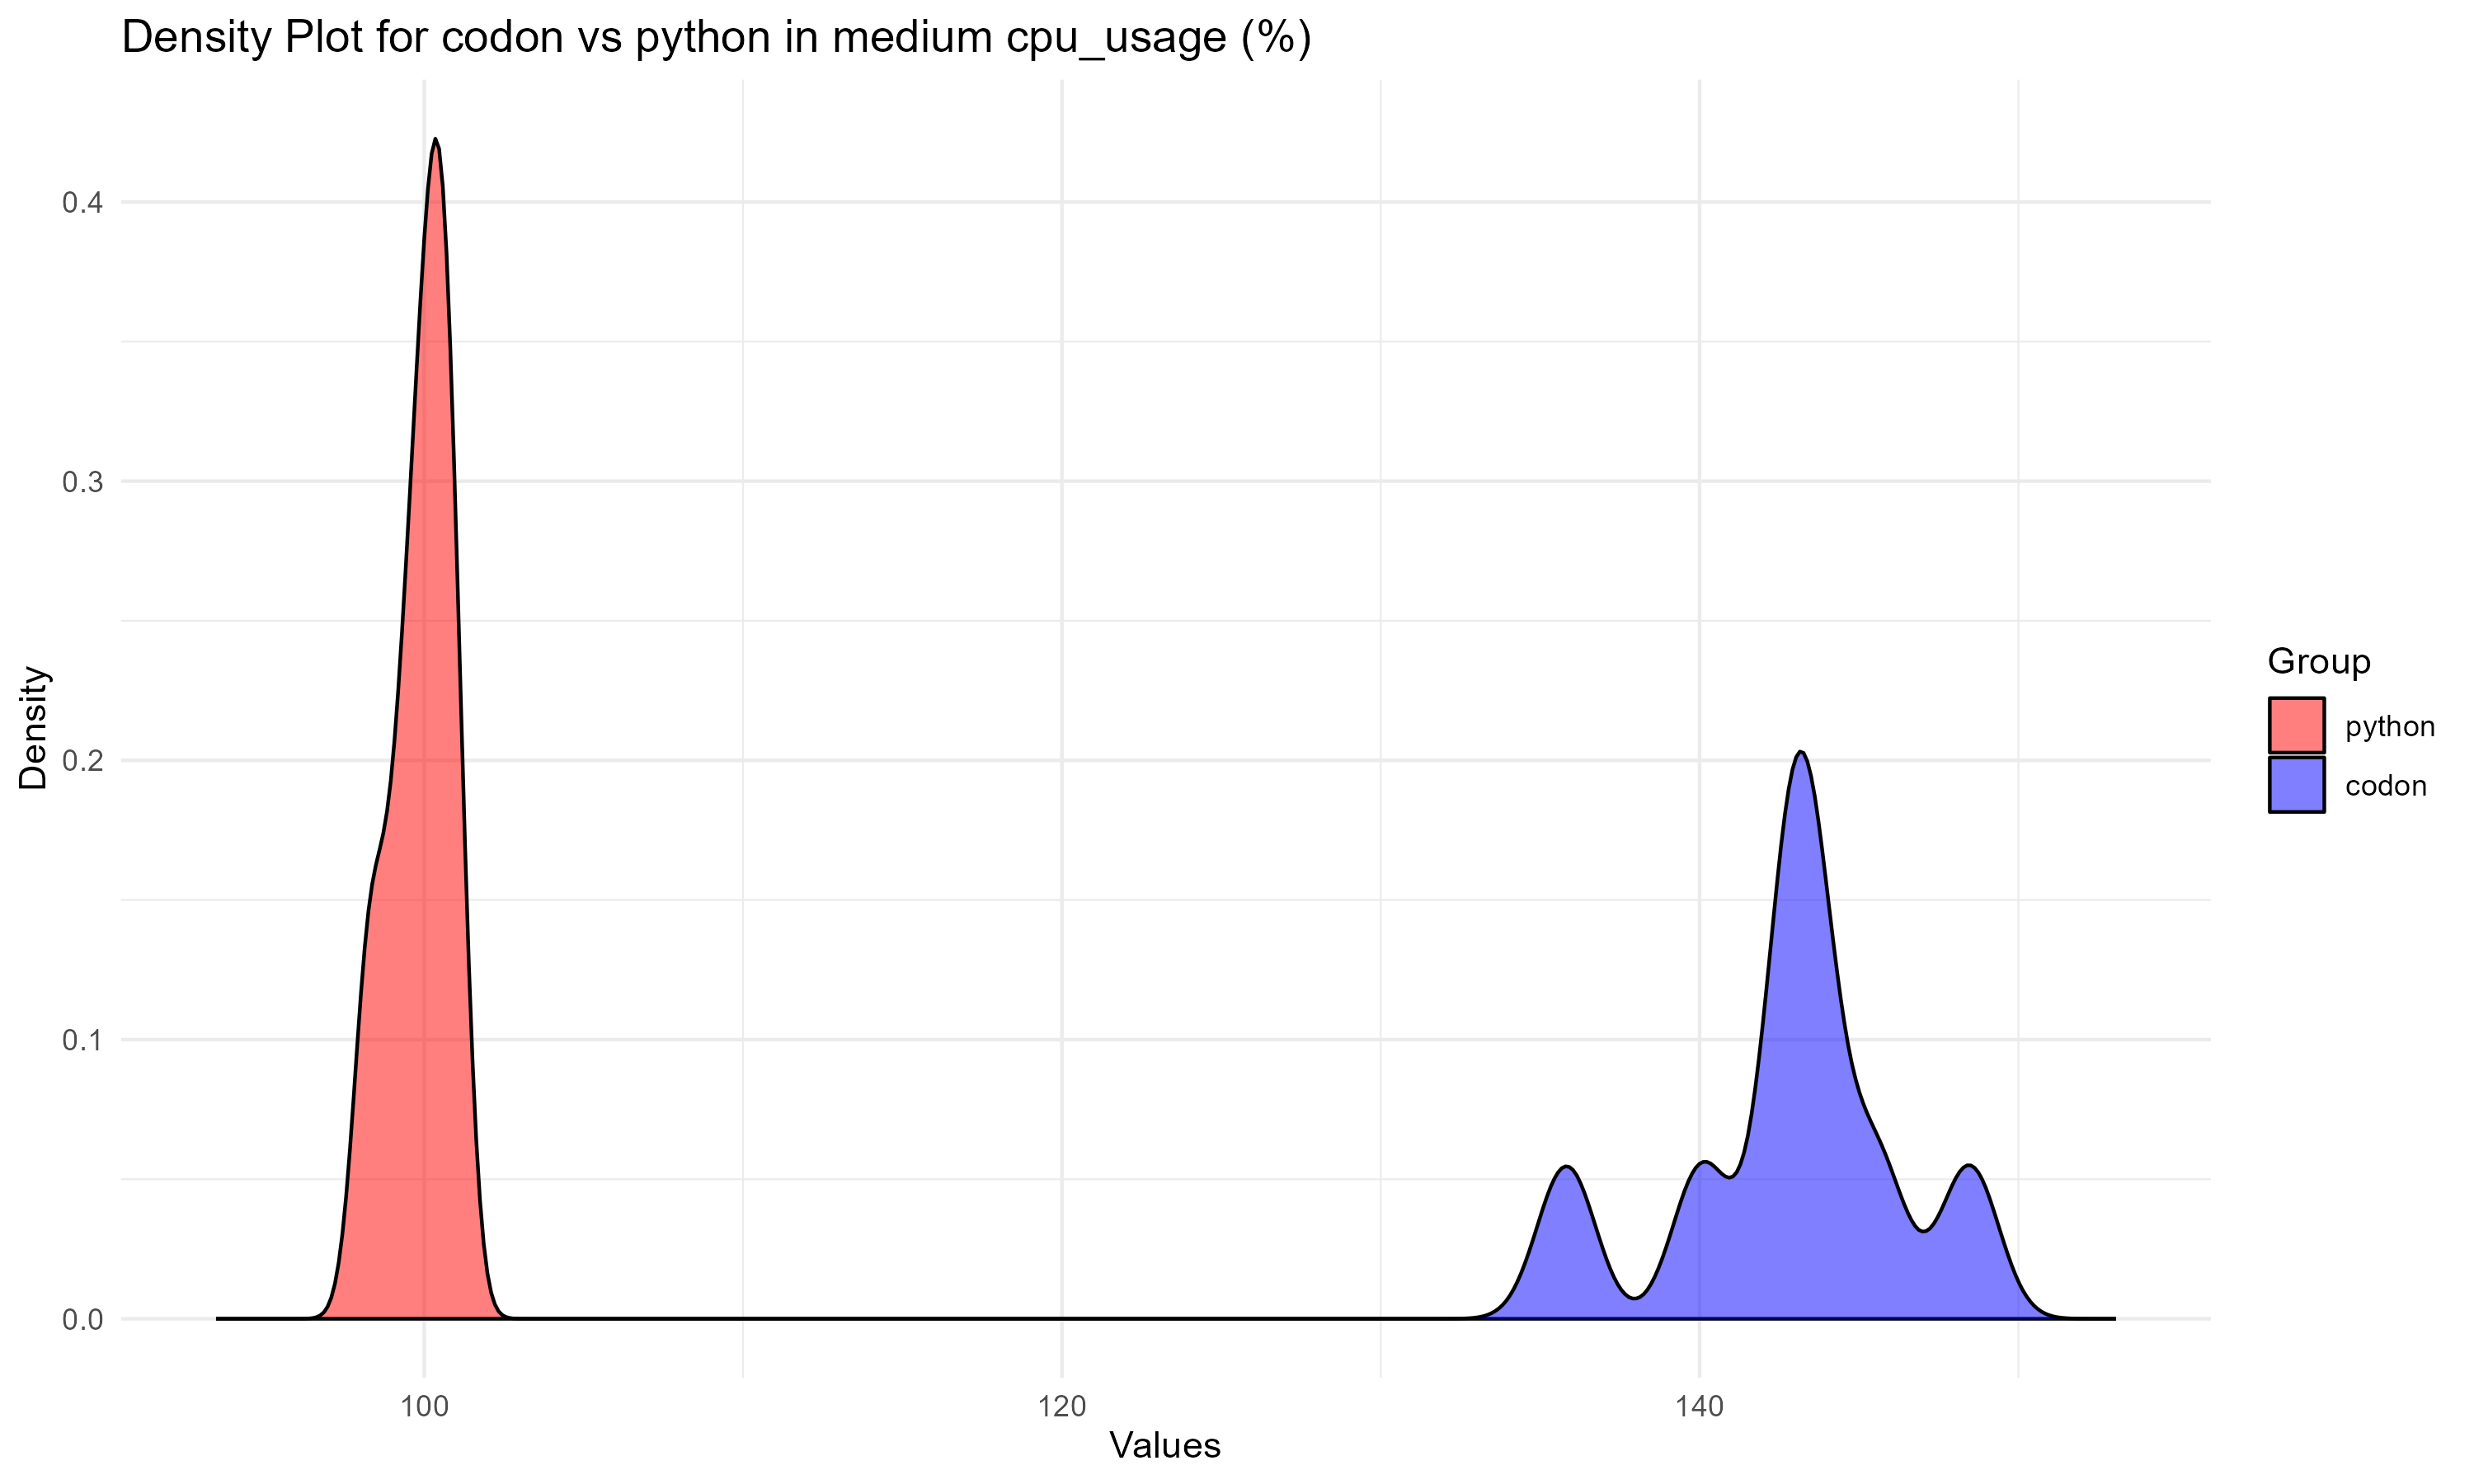 Density Plot for codon vs python in medium cpu_usage (%)
0.4
0.3
0.2
0.1
0.0
Density
100
120
140
Values
Group
python
codon